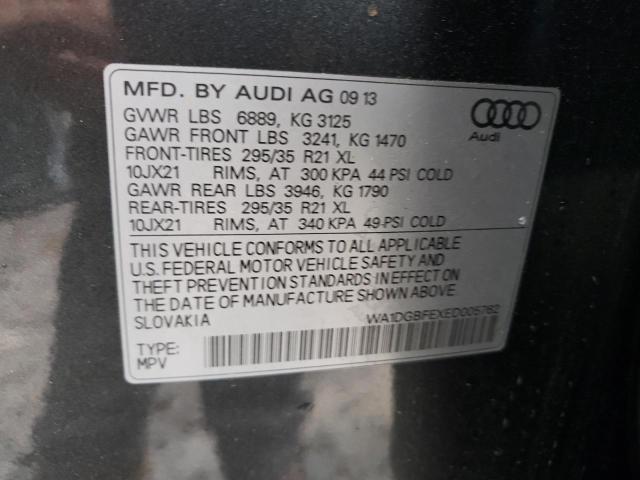 MFD. BY AUDI AG 09 13
GVWR LBS 6889, KG 3125
GAWR FRONT LBS 3241, KG 1470
FRONT-TIRES 295/35 R21 XL
10JX21 RIMS, AT 300 KPA 44 PSI COLD
GAWR REAR LBS 3946, KG 1790
REAR-TIRES 295/35 R21 XL
10JX21 RIMS, AT 340 KPA 49-PSI COLD
Audi
THIS VEHICLE CONFORMS TO ALL APPLICABLE
U.S. FEDERAL MOTOR VEHICLE SAFETY AND
THEFT PREVENTION STANDARDS IN EFFECT ON
THE DATE OF MANUFACTURE SHOWN ABOVE
SLOVAKIA WA1DGBFEXED005762
TYPE:
MPV